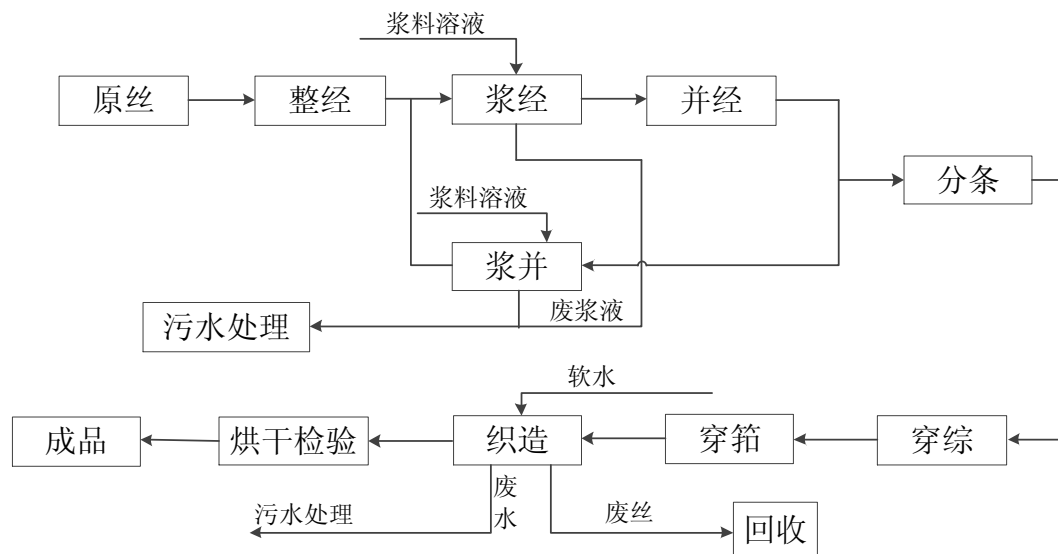 浆料溶液
原丝
整经
浆经
并经
分条
浆料溶液
浆并
废浆液
污水处理
软水
成品
烘干检验
织造
穿筘
穿综
废水
污水处理
废丝
回收